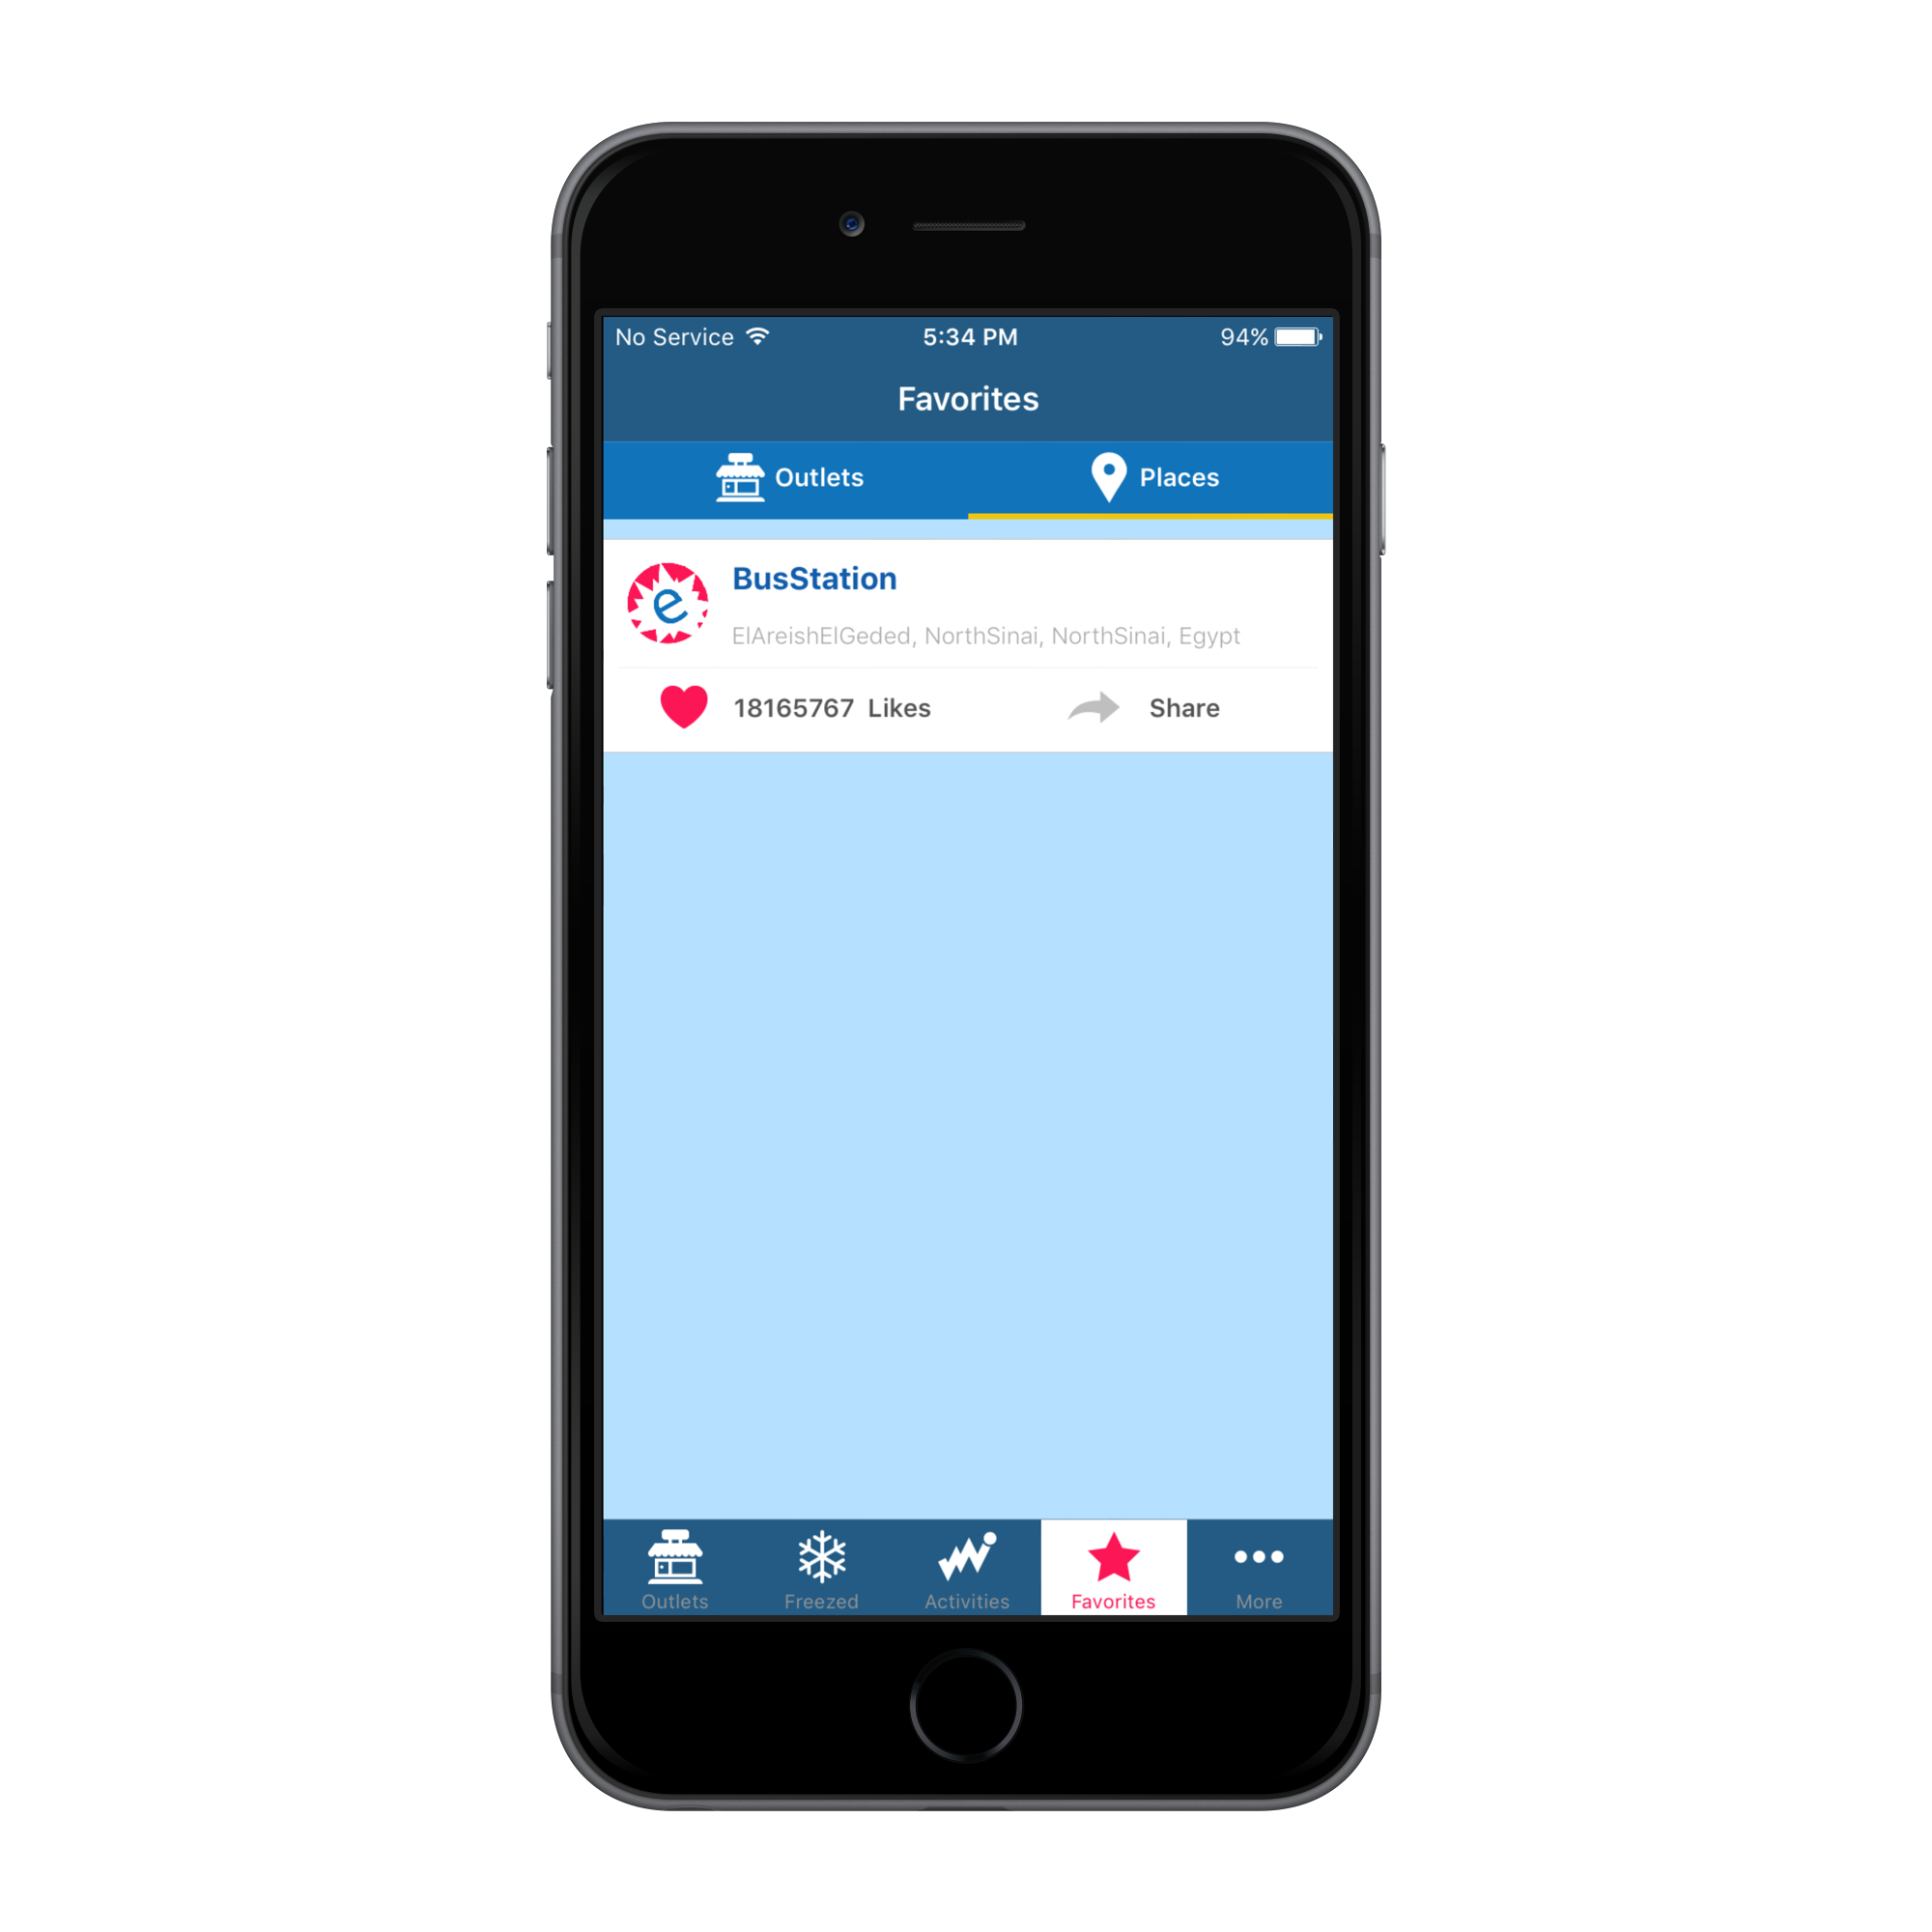 No Service 5:34 PM 94%
Favorites
Outlets Places
e
BusStation
ElAreishElGeded, NorthSinai, NorthSinai, Egypt
18165767 Likes Share
Outlets Freezed Activities Favorites More